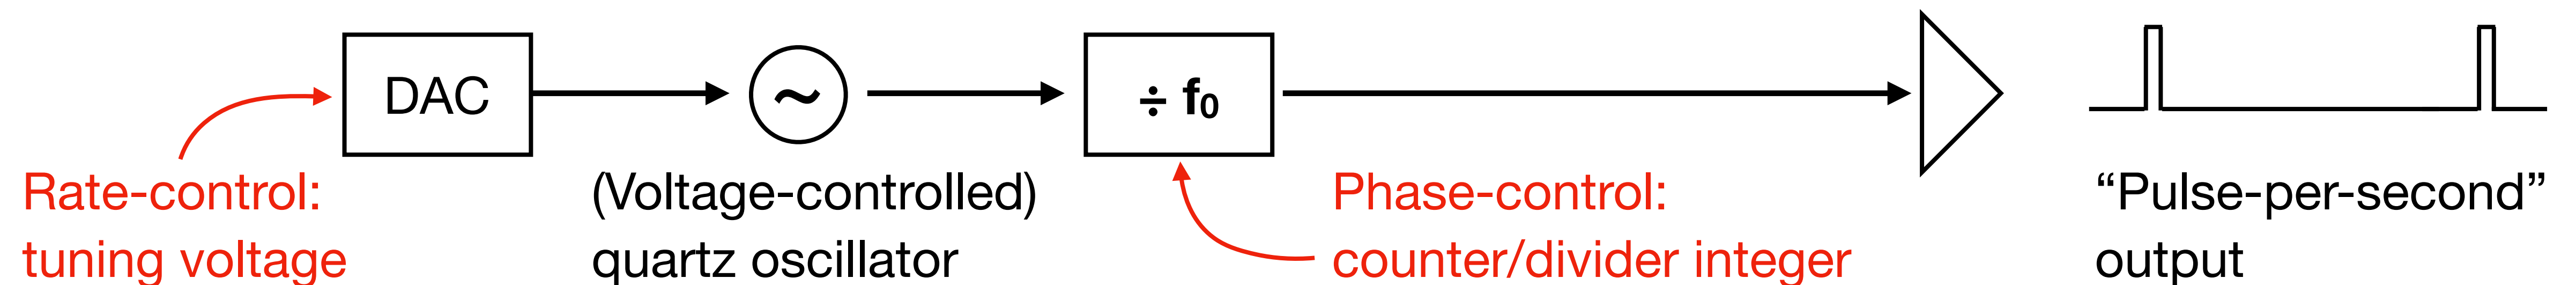 DAC
~
÷ f₀
Rate-control:
tuning voltage
(Voltage-controlled)
quartz oscillator
Phase-control:
counter/divider integer
“Pulse-per-second”
output